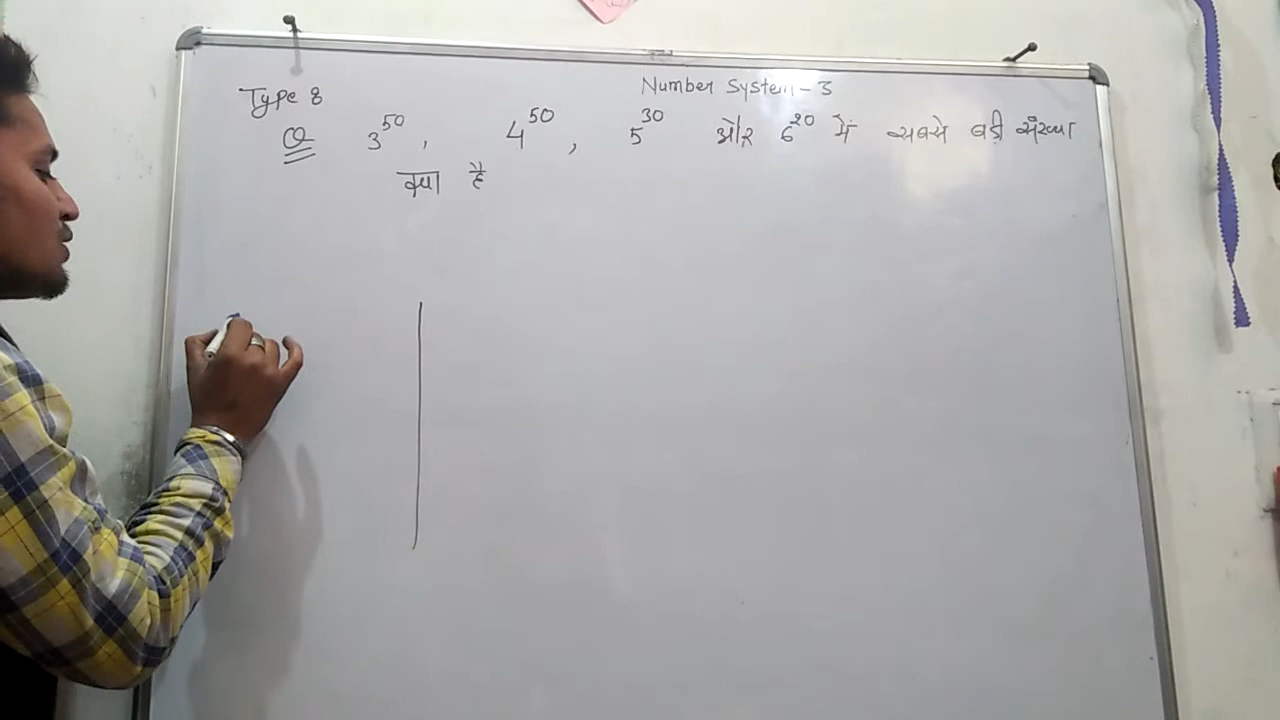 Number System - 3
Type 8
Q 3^50, 4^50, 5^30 और 6^20 में सबसे बड़ी संख्या
क्या है